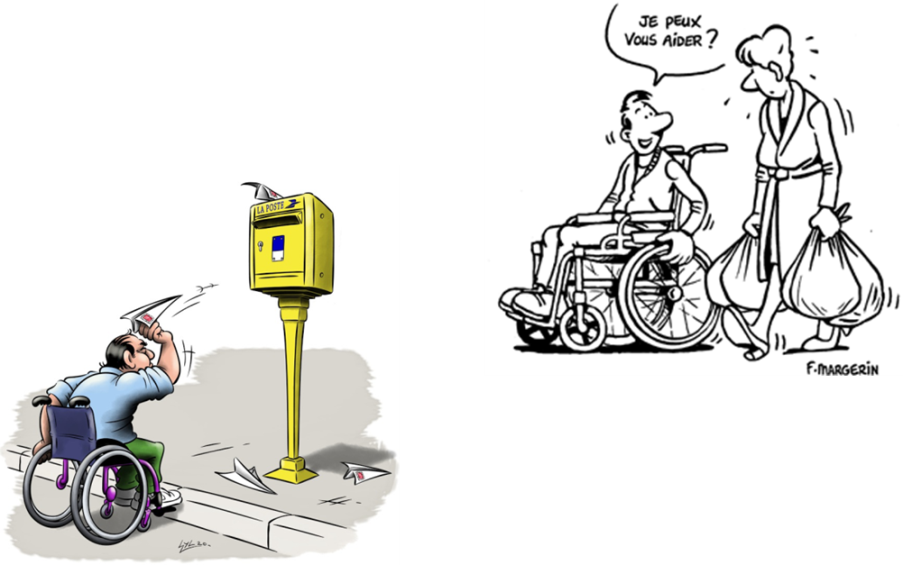 JE PEUX
VOUS AIDER ?
LA POSTE
F. MARGERIN